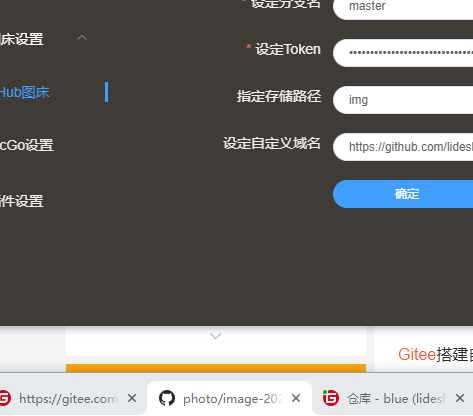 * 设定分支名
master
图床设置
* 设定Token
Hub图床
指定存储路径
img
cGo设置
设定自定义域名
https://github.com/lides
确定
件设置
Gitee搭建
https://gitee.com
photo/image-202
仓库 - blue (lides